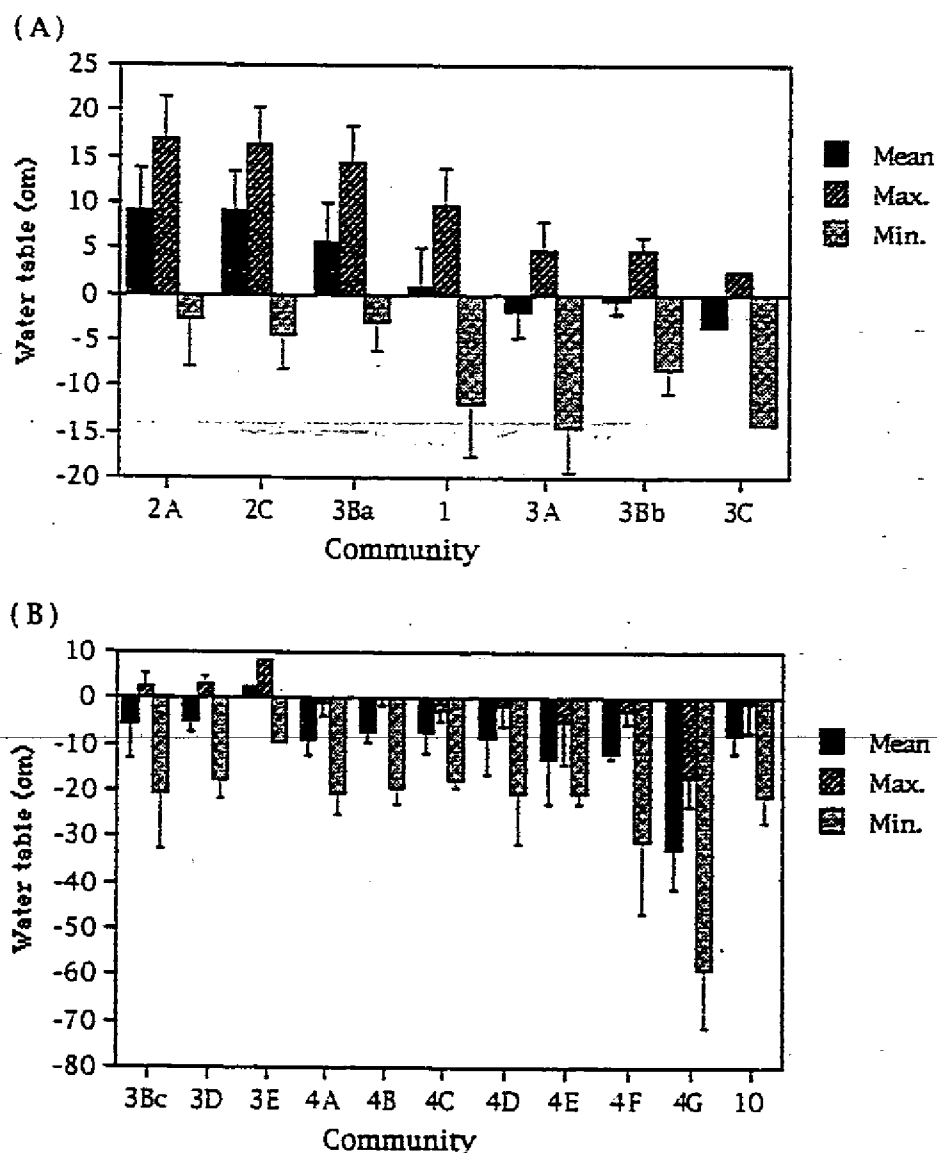 (A)
Water table (cm)
25
20
15
10
5
0
-5
-10
-15
-20
2A 2C 3Ba 1 3A 3Bb 3C
Community
Mean
Max.
Min.
(B)
Water table (cm)
10
0
-10
-20
-30
-40
-50
-60
-70
-80
3Bc 3D 3E 4A 4B 4C 4D 4E 4F 4G 10
Community
Mean
Max.
Min.